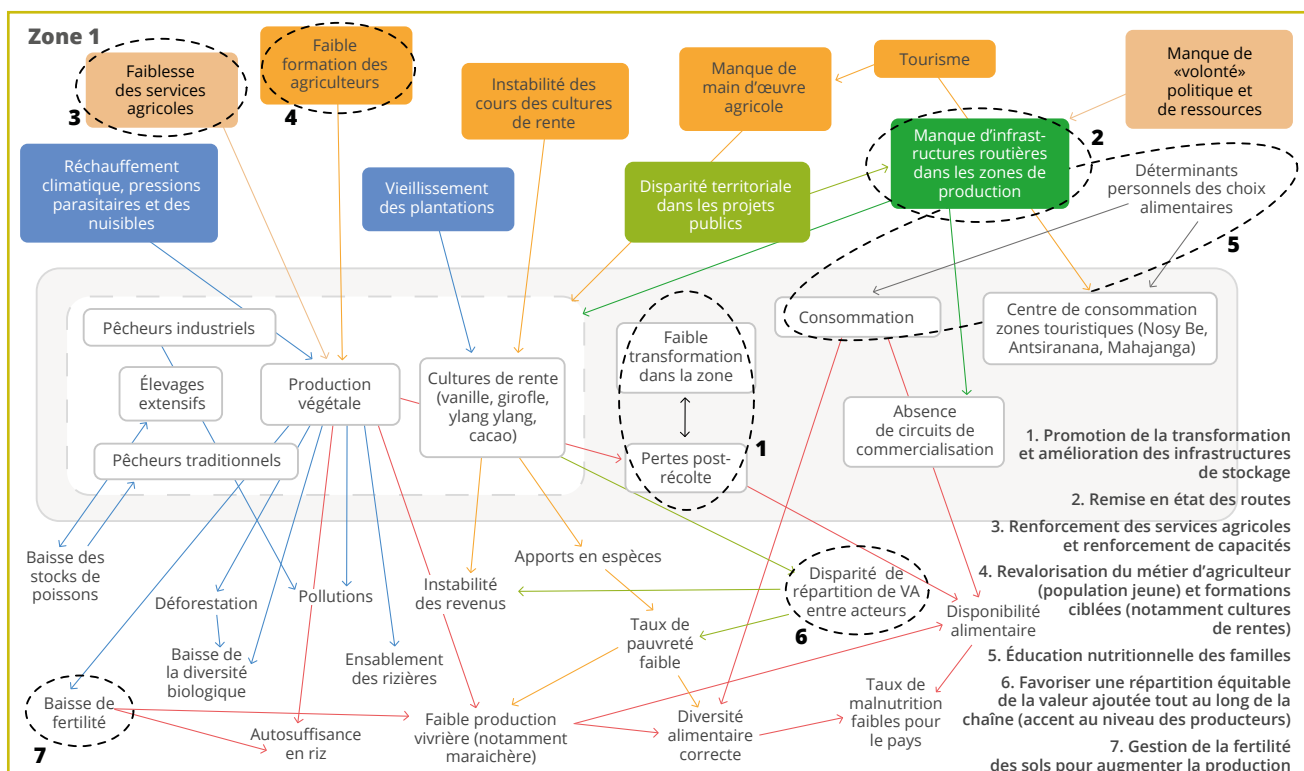 Zone 1
Faiblesse
des services
agricoles
3
Faible
formation des
agriculteurs
4
Instabilité des
cours des cultures
de rente
Manque de
main d'œuvre
agricole
Tourisme
Manque de
«volonté»
politique et
de ressources
Réchauffement
climatique, pressions
parasitaires et des
nuisibles
Vieillissement
des plantations
Disparité territoriale
dans les projets
publics
Manque d'infrast-
ructures routières
dans les zones de
production
2
Déterminants
personnels des choix
alimentaires
5
Pêcheurs industriels
Élevages
extensifs
Pêcheurs traditionnels
Production
végétale
Cultures de rente
(vanille, girofle,
ylang ylang,
cacao)
Faible
transformation
dans la zone
Pertes post-
récolte
1
Consommation
Centre de consommation
zones touristiques (Nosy Be,
Antsiranana, Mahajanga)
Absence
de circuits de
commercialisation
Baisse des
stocks de
poissons
Déforestation
Pollutions
Baisse de
la diversité
biologique
Ensablement
des rizières
Instabilité
des revenus
Apports en espèces
Taux de
pauvreté
faible
Disparité de
répartition de VA
entre acteurs
6
Disponibilité
alimentaire
Baisse de
fertilité
7
Autosuffisance
en riz
Faible production
vivrière (notamment
maraichère)
Diversité
alimentaire
correcte
Taux de
malnutrition
faibles pour
le pays
1. Promotion de la transformation
et amélioration des infrastructures
de stockage
2. Remise en état des routes
3. Renforcement des services agricoles
et renforcement de capacités
4. Revalorisation du métier d'agriculteur
(population jeune) et formations
ciblées (notamment cultures
de rentes)
5. Éducation nutritionnelle des familles
6. Favoriser une répartition équitable
de la valeur ajoutée tout au long de la
chaîne (accent au niveau des producteurs)
7. Gestion de la fertilité
des sols pour augmenter la production